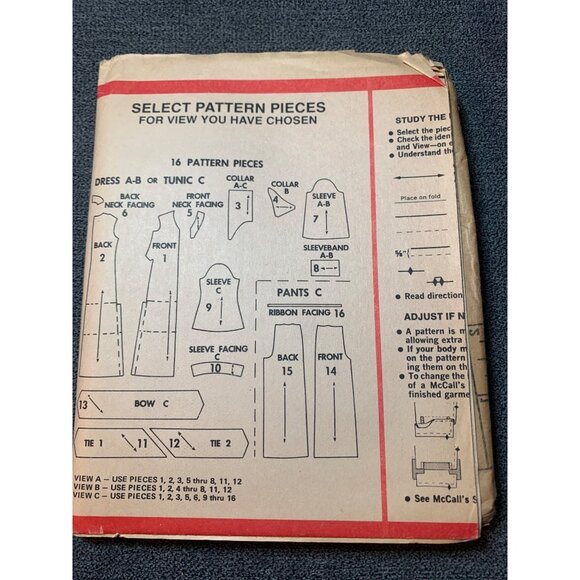 SELECT PATTERN PIECES
FOR VIEW YOU HAVE CHOSEN
16 PATTERN PIECES
DRESS A-B OR TUNIC C
BACK
NECK FACING
6
FRONT
NECK FACING
5
COLLAR
A-C
3
COLLAR
B
4
SLEEVE
A-B
7
BACK
2
FRONT
1
SLEEVEBAND
A-B
8
SLEEVE
C
9
PANTS C
RIBBON FACING 16
SLEEVE FACING
C
10
BACK
15
FRONT
14
13
BOW C
TIE 1
11
12
TIE 2
VIEW A – USE PIECES 1, 2, 3, 5 thru 8, 11, 12
VIEW B – USE PIECES 1, 2, 4 thru 8, 11, 12
VIEW C – USE PIECES 1, 2, 3, 5, 6, 9 thru 16
STUDY THE
● Select the piec
● Check the iden
and View—on e
● Understand the
Place on fold
⅝"
● Read direction
ADJUST IF N
● A pattern is m
allowing extra
● If your body m
on the pattern
ing them on th
● To change the
of a McCall's
finished garme
● See McCall's S